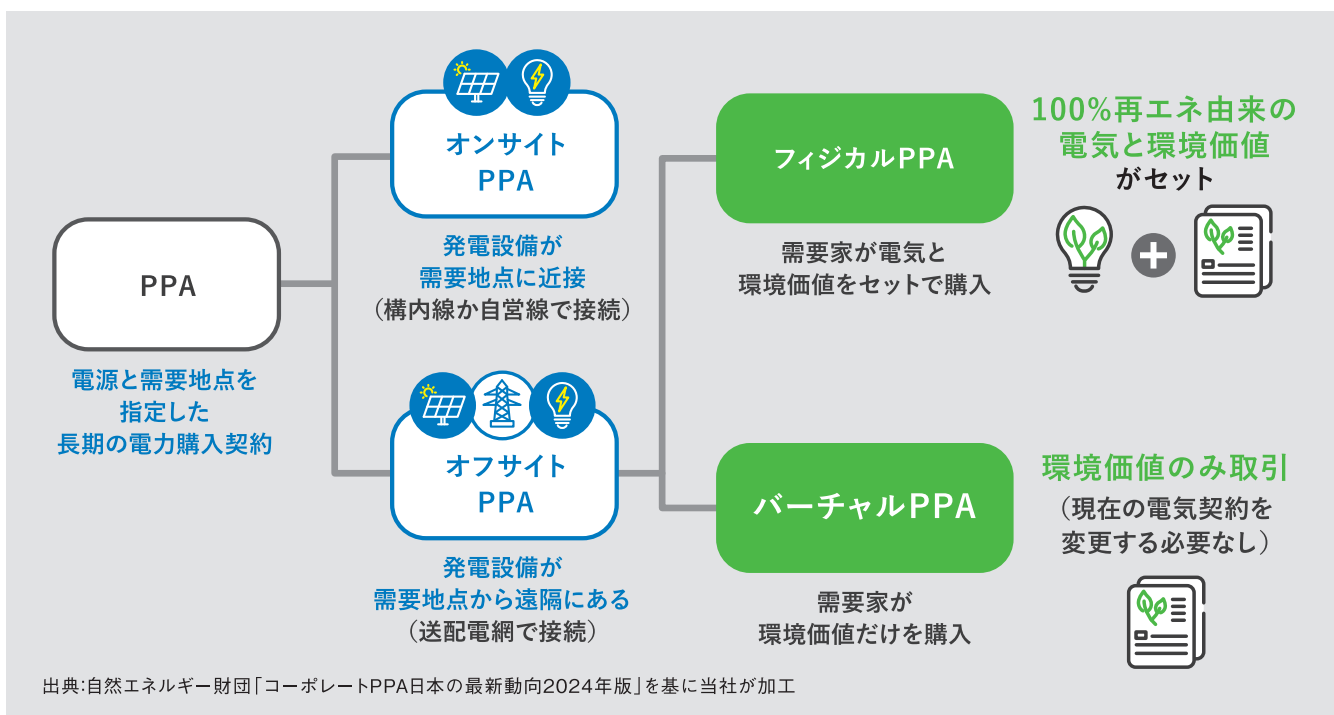 PPA
電源と需要地点を
指定した
長期の電力購入契約
オンサイト
PPA
発電設備が
需要地点に近接
（構内線か自営線で接続）
オフサイト
PPA
発電設備が
需要地点から遠隔にある
（送配電網で接続）
フィジカルPPA
需要家が電気と
環境価値をセットで購入
100%再エネ由来の
電気と環境価値
がセット
バーチャルPPA
需要家が
環境価値だけを購入
環境価値のみ取引
（現在の電気契約を
変更する必要なし）
出典:自然エネルギー財団「コーポレートPPA日本の最新動向2024年版」を基に当社が加工